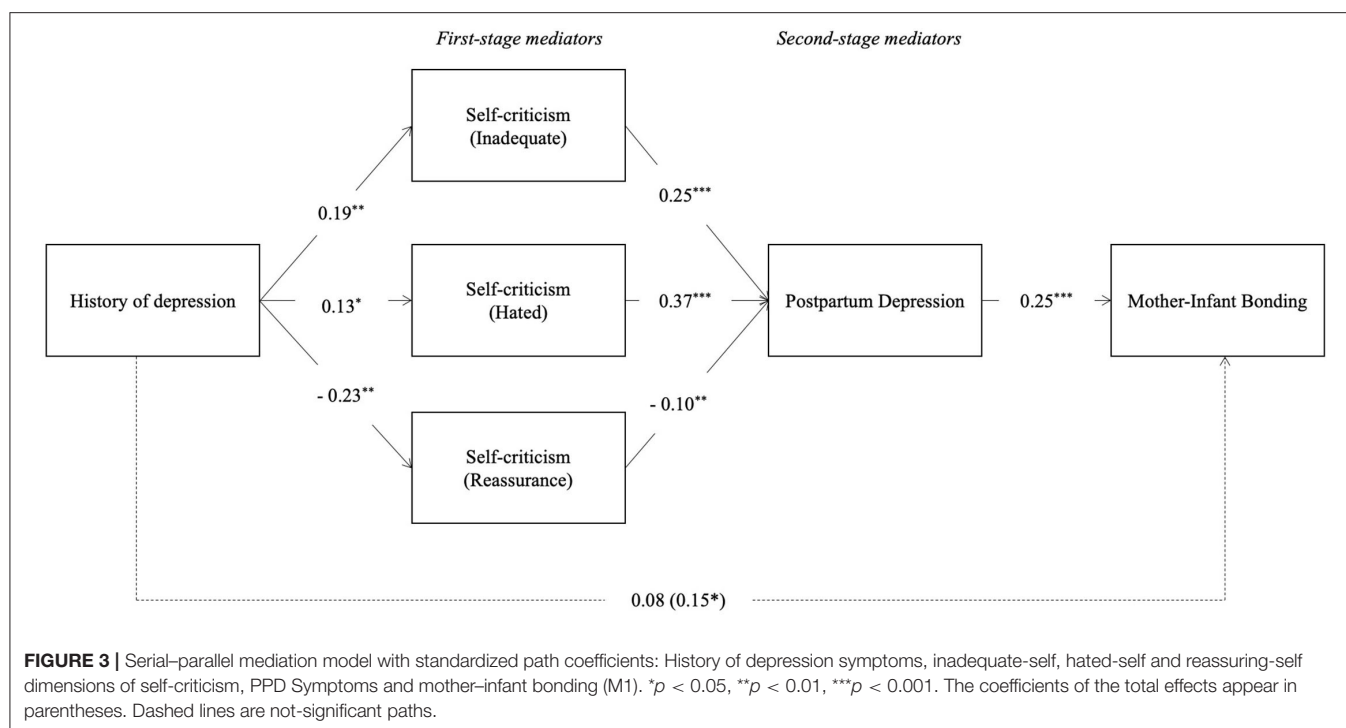 First-stage mediators
Second-stage mediators
Self-criticism
(Inadequate)
0.19**
0.25***
History of depression
0.13*
Self-criticism
(Hated)
0.37***
Postpartum Depression
0.25***
Mother-Infant Bonding
- 0.23**
- 0.10**
Self-criticism
(Reassurance)
0.08 (0.15*)
FIGURE 3 | Serial–parallel mediation model with standardized path coefficients: History of depression symptoms, inadequate-self, hated-self and reassuring-self
dimensions of self-criticism, PPD Symptoms and mother–infant bonding (M1). *p < 0.05, **p < 0.01, ***p < 0.001. The coefficients of the total effects appear in
parentheses. Dashed lines are not-significant paths.